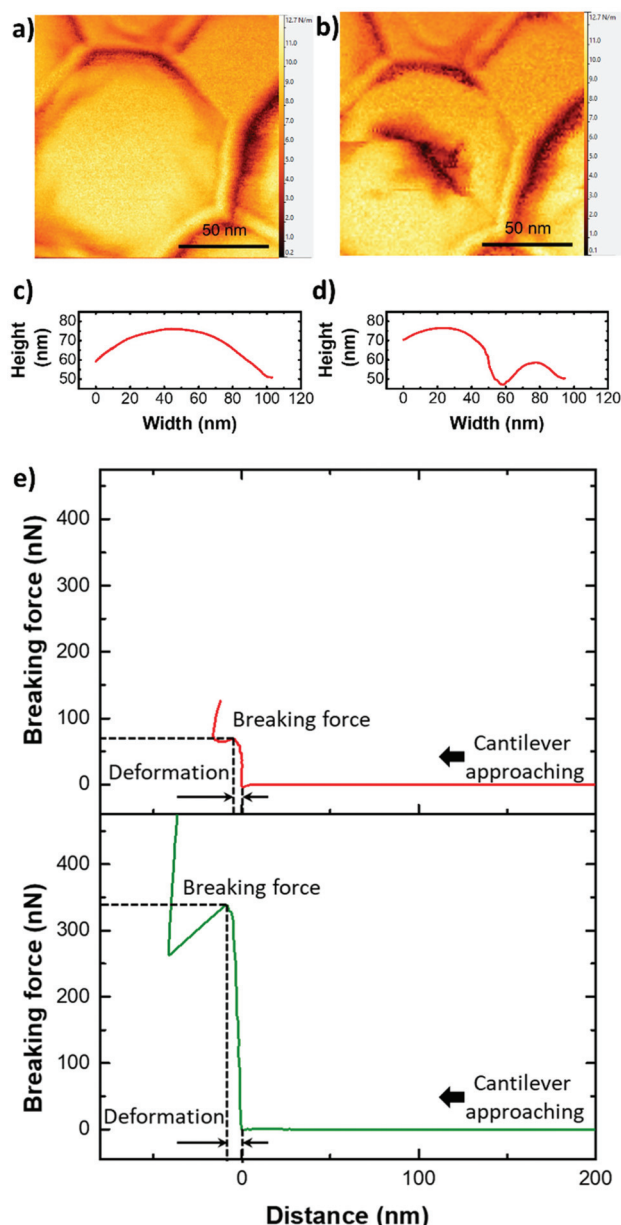 a)
12.7 N/m
11.0
10.0
9.0
8.0
7.0
6.0
5.0
4.0
3.0
2.0
1.0
0.2
50 nm
b)
12.7 N/m
11.0
10.0
9.0
8.0
7.0
6.0
5.0
4.0
3.0
2.0
1.0
0.1
50 nm
c)
Height
(nm)
80
70
60
50
0 20 40 60 80 100 120
Width (nm)
d)
Height
(nm)
80
70
60
50
0 20 40 60 80 100 120
Width (nm)
e)
Breaking force (nN)
400
300
200
100
0
Breaking force
Deformation
Cantilever
approaching
Breaking force (nN)
400
300
200
100
0
Breaking force
Deformation
Cantilever
approaching
0 100 200
Distance (nm)